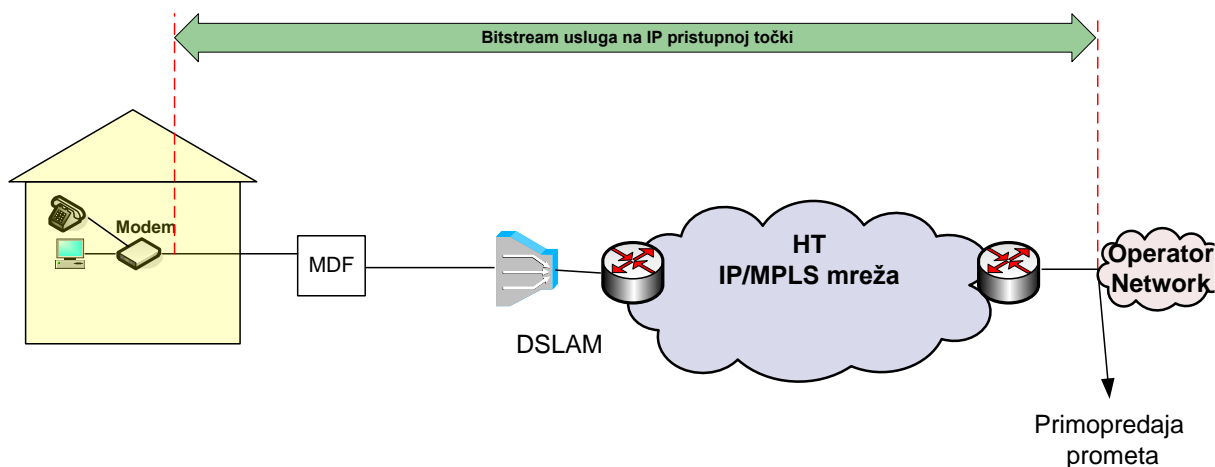 Bitstream usluga na IP pristupnoj točki
Modem
MDF
DSLAM
HT
IP/MPLS mreža
Operator
Network
Primopredaja
prometa